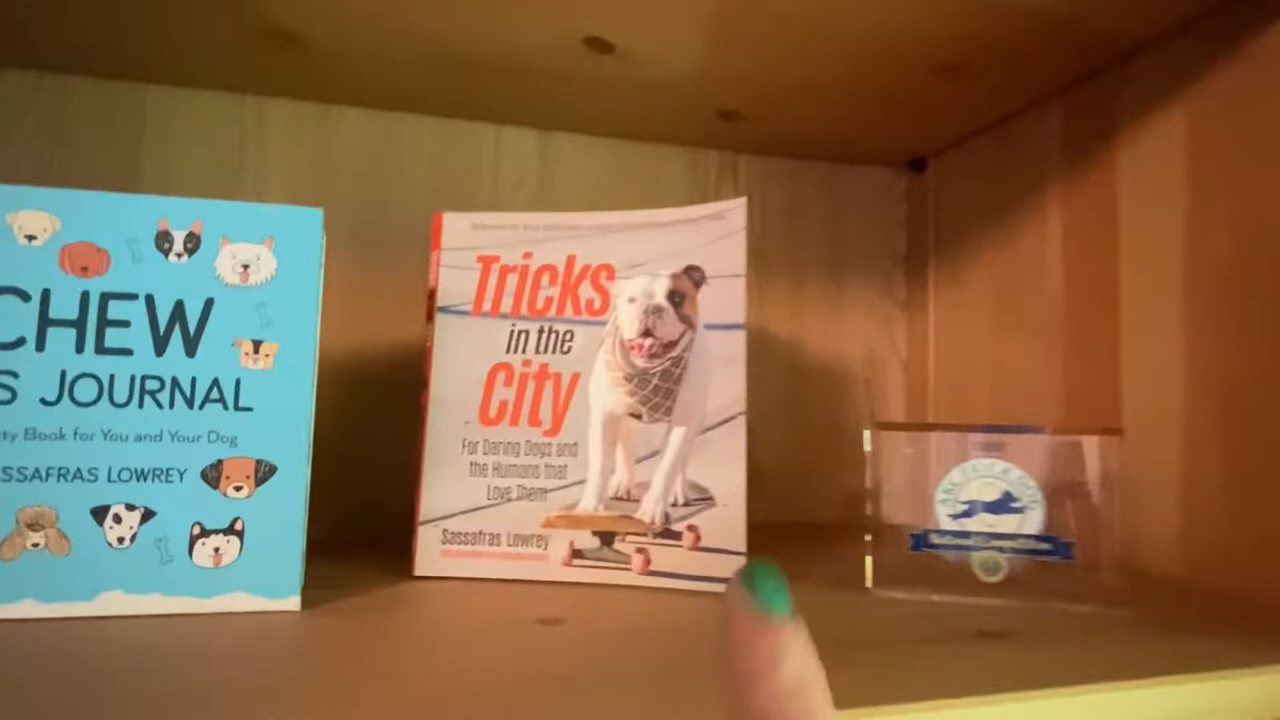 CHEW
S JOURNAL
ty Book for You and Your Dog
SSAFRAS LOWREY
Tricks
in the
City
For Daring Dogs and
the Humans that
Love Them
Sassafras Lowrey